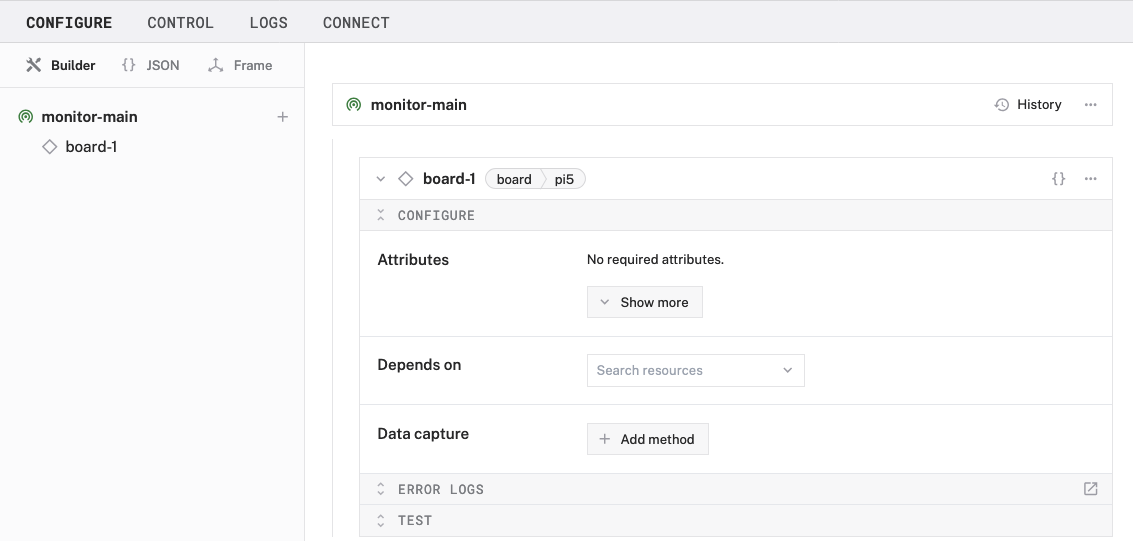 CONFIGURE CONTROL LOGS CONNECT
Builder {} JSON Frame
monitor-main +
board-1
monitor-main History ...
board-1 board pi5 {} ...
CONFIGURE
Attributes No required attributes.
Show more
Depends on Search resources
Data capture + Add method
ERROR LOGS
TEST